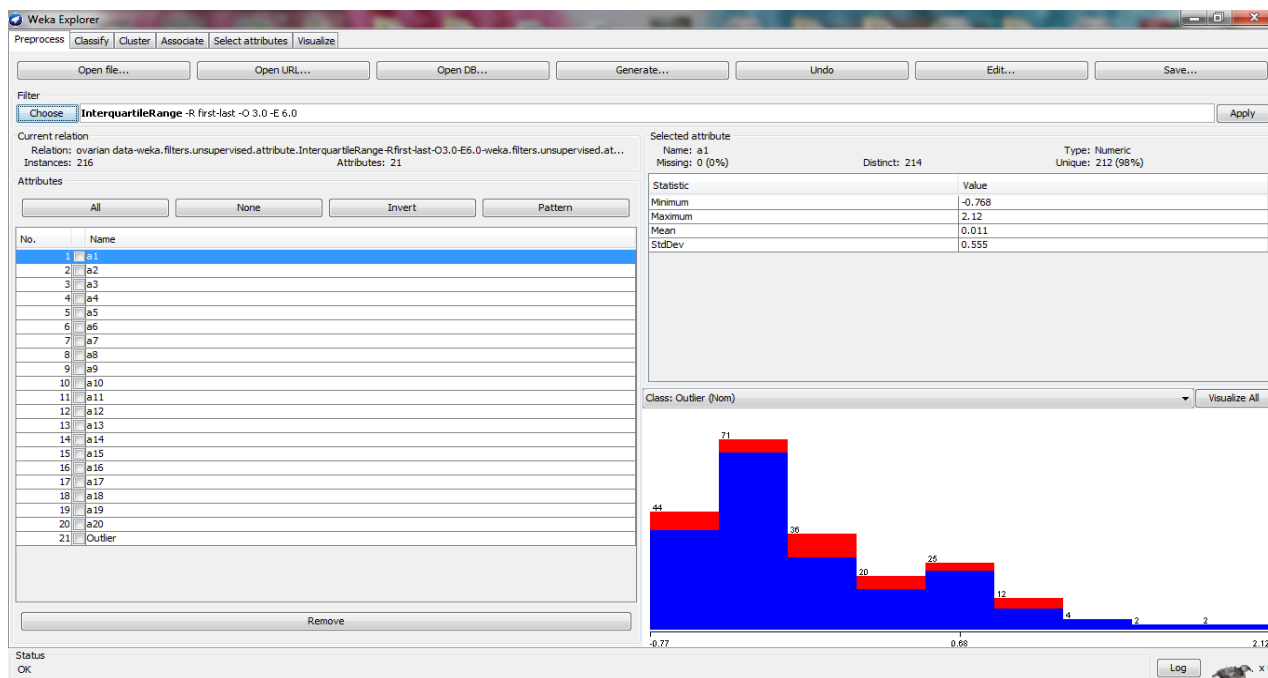 Weka Explorer
Preprocess Classify Cluster Associate Select attributes Visualize
Open file... Open URL... Open DB... Generate... Undo Edit... Save...
Filter
Choose InterquartileRange -R first-last -O 3.0 -E 6.0 Apply
Current relation
Relation: ovarian data-weka.filters.unsupervised.attribute.InterquartileRange-Rfirst-last-O3.0-E6.0-weka.filters.unsupervised.at...
Instances: 216 Attributes: 21
Attributes
All None Invert Pattern
No. Name
1 a1
2 a2
3 a3
4 a4
5 a5
6 a6
7 a7
8 a8
9 a9
10 a10
11 a11
12 a12
13 a13
14 a14
15 a15
16 a16
17 a17
18 a18
19 a19
20 a20
21 Outlier
Remove
Selected attribute
Name: a1 Type: Numeric
Missing: 0 (0%) Distinct: 214 Unique: 212 (98%)
Statistic Value
Minimum -0.768
Maximum 2.12
Mean 0.011
StdDev 0.555
Class: Outlier (Nom) Visualize All
71
44
36
25
20
12
4
2 2
-0.77 0.68 2.12
Status
OK Log x